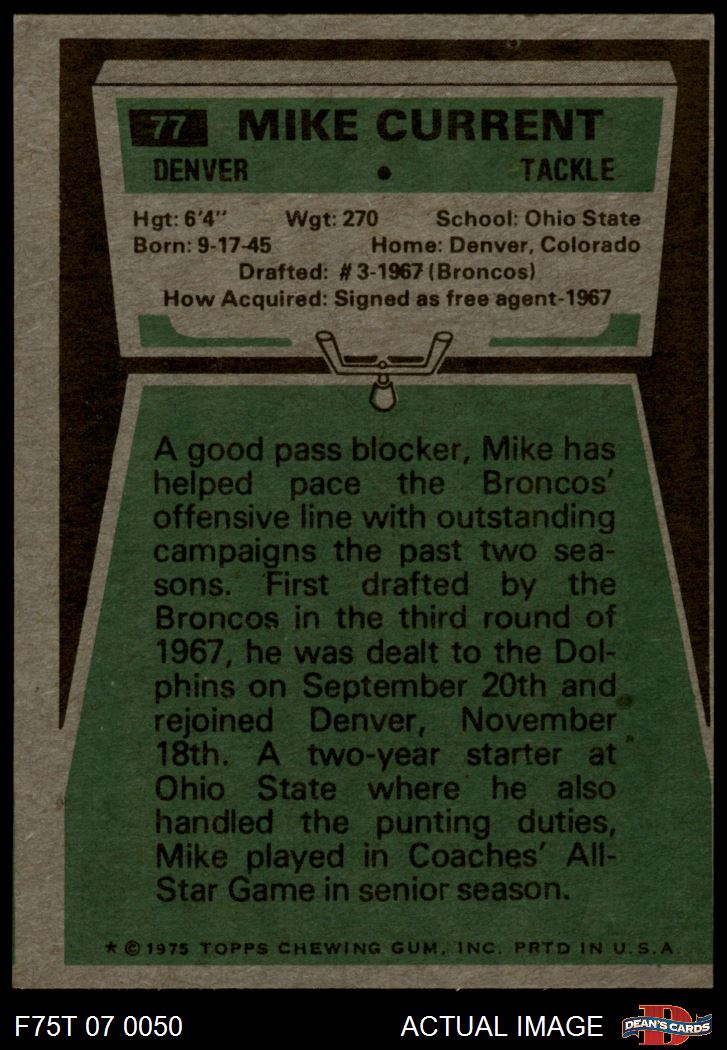 77 MIKE CURRENT
DENVER • TACKLE
Hgt: 6'4" Wgt: 270 School: Ohio State
Born: 9-17-45 Home: Denver, Colorado
Drafted: #3-1967 (Broncos)
How Acquired: Signed as free agent-1967
A good pass blocker, Mike has
helped pace the Broncos'
offensive line with outstanding
campaigns the past two sea-
sons. First drafted by the
Broncos in the third round of
1967, he was dealt to the Dol-
phins on September 20th and
rejoined Denver, November
18th. A two-year starter at
Ohio State where he also
handled the punting duties,
Mike played in Coaches' All-
Star Game in senior season.
* © 1975 TOPPS CHEWING GUM, INC. PRTD IN U.S.A.
F75T 07 0050 ACTUAL IMAGE D DEAN'S CARDS